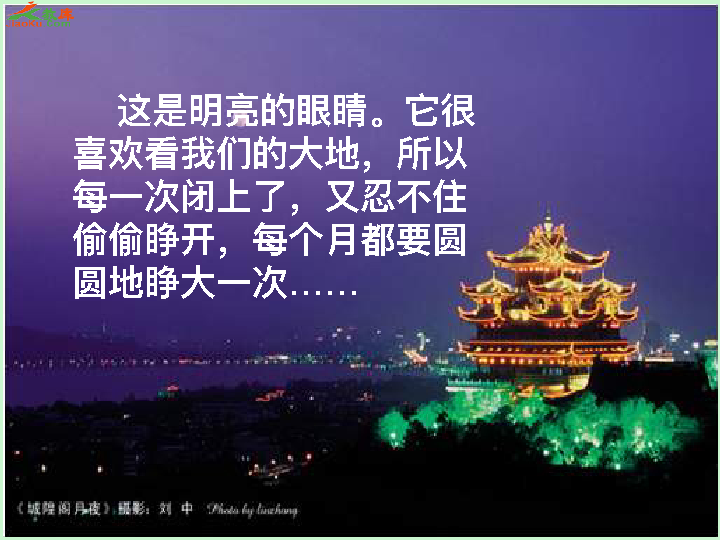 这是明亮的眼睛。它很
喜欢看我们的大地，所以
每一次闭上了，又忍不住
偷偷睁开，每个月都要圆
圆地睁大一次……
《城隍阁月夜》摄影：刘 中 Photo by linzhong